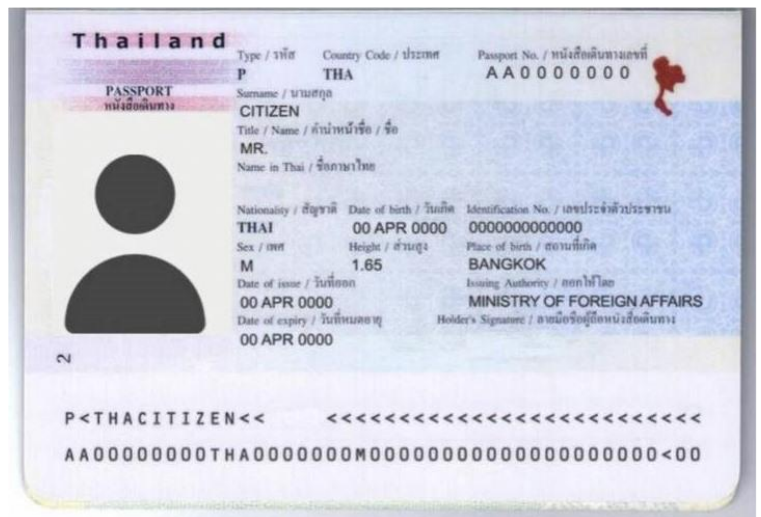 Thailand
Type / รหัส Country Code / ประเทศ Passport No. / หนังสือเดินทางเลขที่
P THA AA0000000
PASSPORT
หนังสือเดินทาง
Surname / นามสกุล
CITIZEN
Title / Name / คำนำหน้าชื่อ / ชื่อ
MR.
Name in Thai / ชื่อภาษาไทย
Nationality / สัญชาติ Date of birth / วันเกิด Identification No. / เลขประจำตัวประชาชน
THAI 00 APR 0000 0000000000000
Sex / เพศ Height / ส่วนสูง Place of birth / สถานที่เกิด
M 1.65 BANGKOK
Date of issue / วันที่ออก Issuing Authority / ออกให้โดย
00 APR 0000 MINISTRY OF FOREIGN AFFAIRS
Date of expiry / วันที่หมดอายุ Holder's Signature / ลายมือชื่อผู้ถือหนังสือเดินทาง
00 APR 0000
2
P<THACITIZEN<< <<<<<<<<<<<<<<<<<<<<<<<<<<
AA00000000THA0000000M00000000000000000000000<00